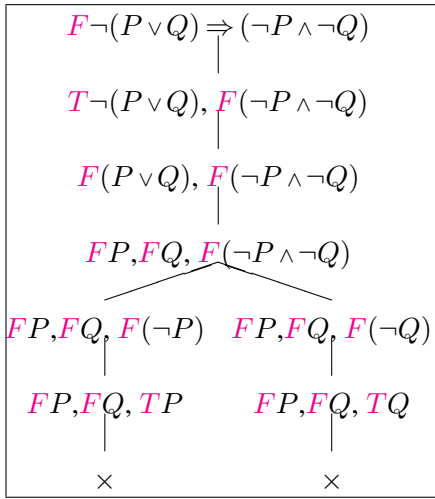 F¬(P ∨ Q) ⇒ (¬P ∧ ¬Q)
T¬(P ∨ Q), F(¬P ∧ ¬Q)
F(P ∨ Q), F(¬P ∧ ¬Q)
FP,FQ, F(¬P ∧ ¬Q)
FP,FQ, F(¬P) FP,FQ, F(¬Q)
FP,FQ, TP FP,FQ, TQ
× ×